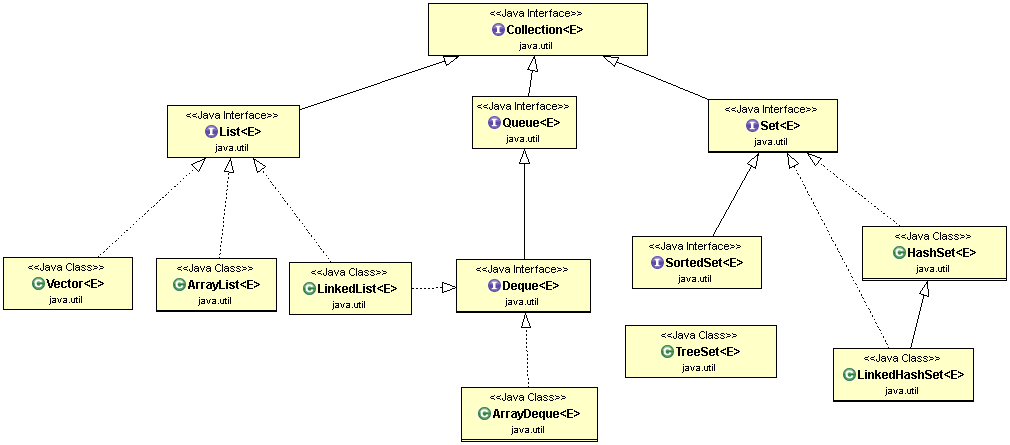 <<Java Interface>>
Collection<E>
java.util
<<Java Interface>>
List<E>
java.util
<<Java Interface>>
Queue<E>
java.util
<<Java Interface>>
Set<E>
java.util
<<Java Class>>
Vector<E>
java.util
<<Java Class>>
ArrayList<E>
java.util
<<Java Class>>
LinkedList<E>
java.util
<<Java Interface>>
Deque<E>
java.util
<<Java Interface>>
SortedSet<E>
java.util
<<Java Class>>
HashSet<E>
java.util
<<Java Class>>
TreeSet<E>
java.util
<<Java Class>>
LinkedHashSet<E>
java.util
<<Java Class>>
ArrayDeque<E>
java.util